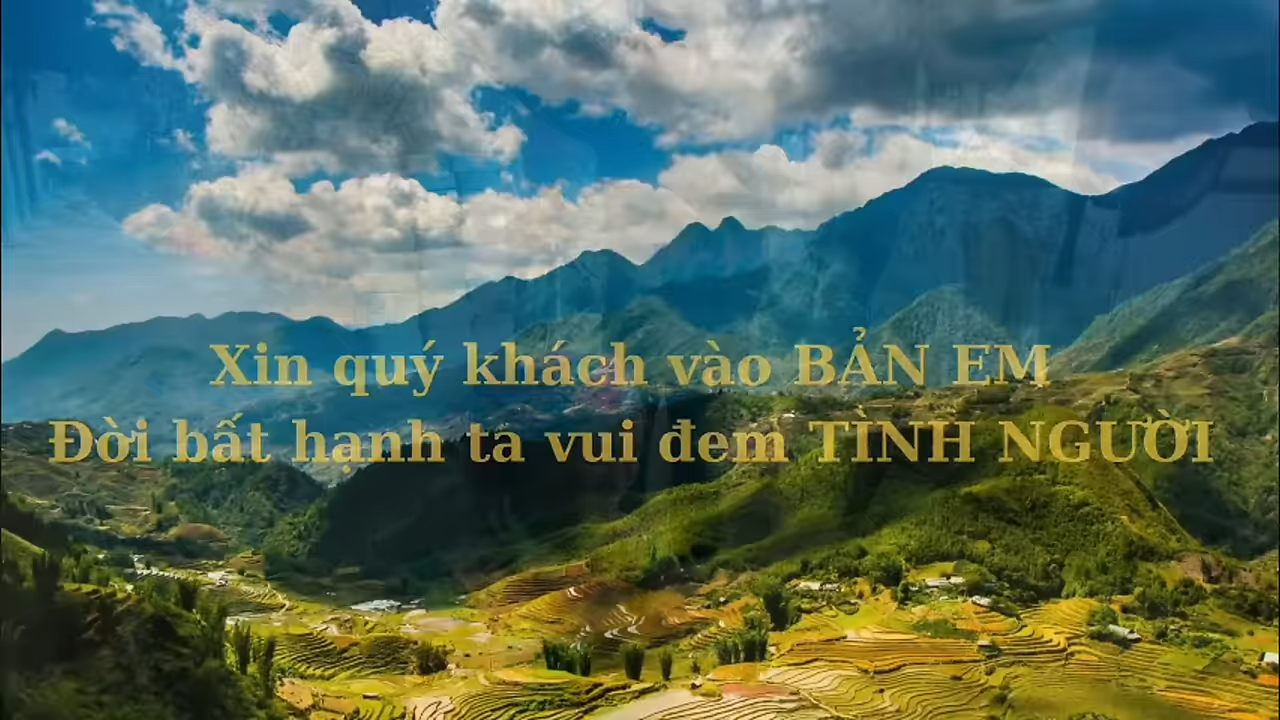 Xin quý khách vào BẢN EM
Đời bất hạnh ta vui đem TÌNH NGƯỜI